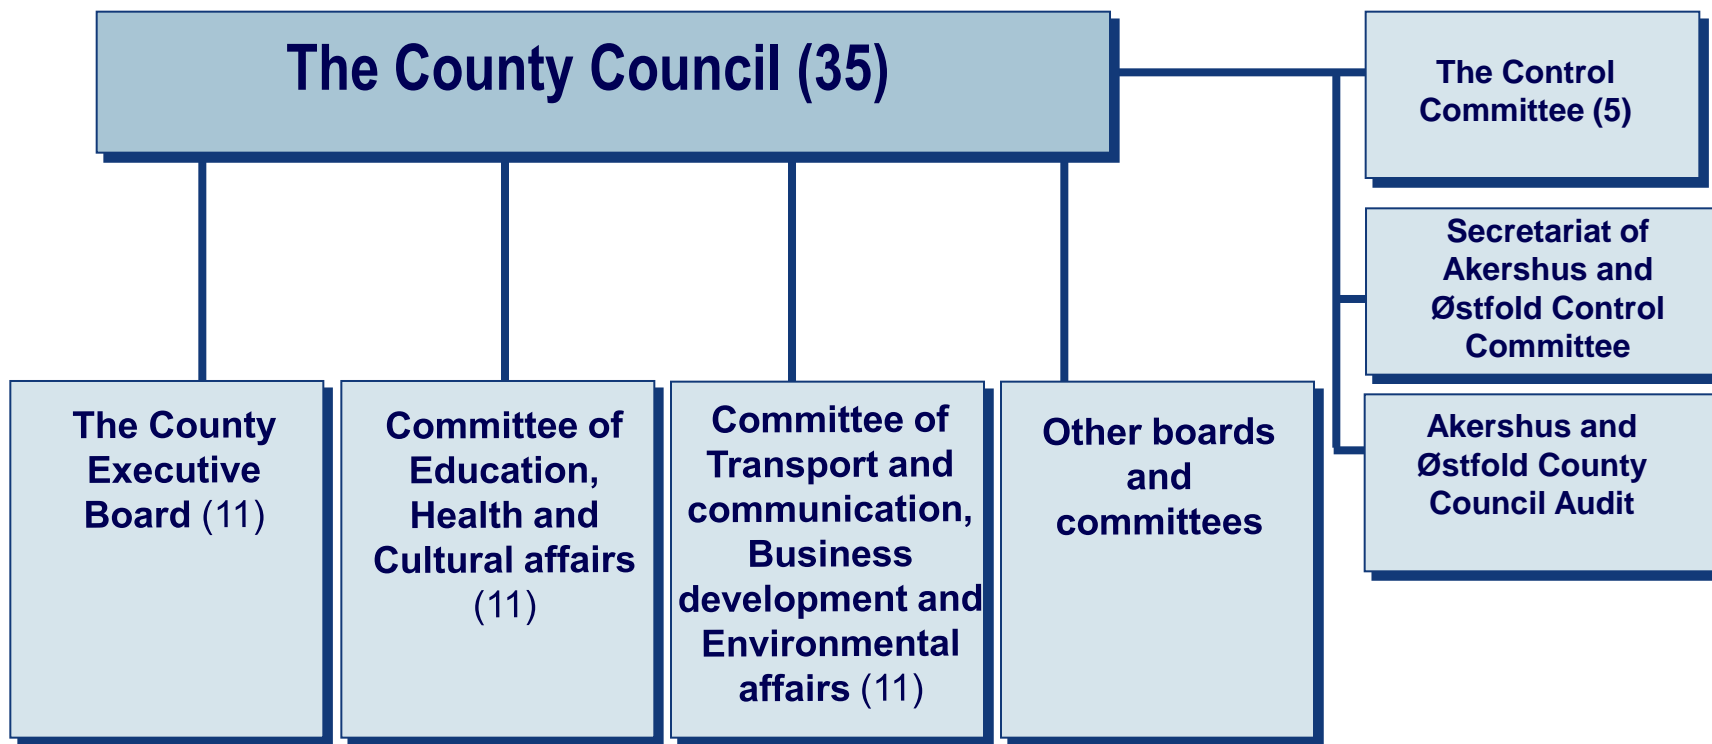 The County Council (35)
The Control
Committee (5)
Secretariat of
Akershus and
Østfold Control
Committee
Akershus and
Østfold County
Council Audit
The County
Executive
Board (11)
Committee of
Education,
Health and
Cultural affairs
(11)
Committee of
Transport and
communication,
Business
development and
Environmental
affairs (11)
Other boards
and
committees